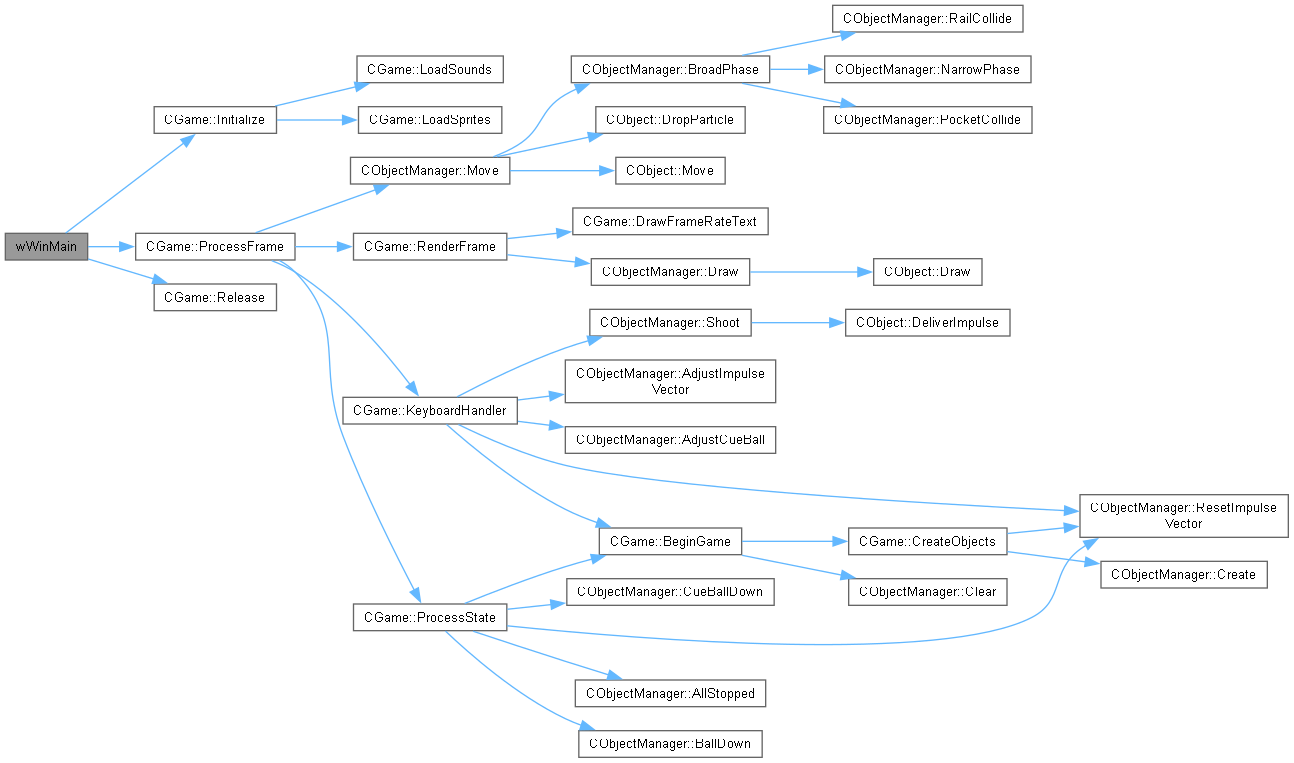 CObjectManager::RailCollide
CGame::LoadSounds
CObjectManager::BroadPhase
CObjectManager::NarrowPhase
CGame::Initialize
CGame::LoadSprites
CObject::DropParticle
CObjectManager::PocketCollide
CObjectManager::Move
CObject::Move
CGame::DrawFrameRateText
wWinMain
CGame::ProcessFrame
CGame::RenderFrame
CObjectManager::Draw
CObject::Draw
CGame::Release
CObjectManager::Shoot
CObject::DeliverImpulse
CObjectManager::AdjustImpulse
Vector
CGame::KeyboardHandler
CObjectManager::AdjustCueBall
CObjectManager::ResetImpulse
Vector
CGame::BeginGame
CGame::CreateObjects
CObjectManager::Create
CObjectManager::CueBallDown
CObjectManager::Clear
CGame::ProcessState
CObjectManager::AllStopped
CObjectManager::BallDown